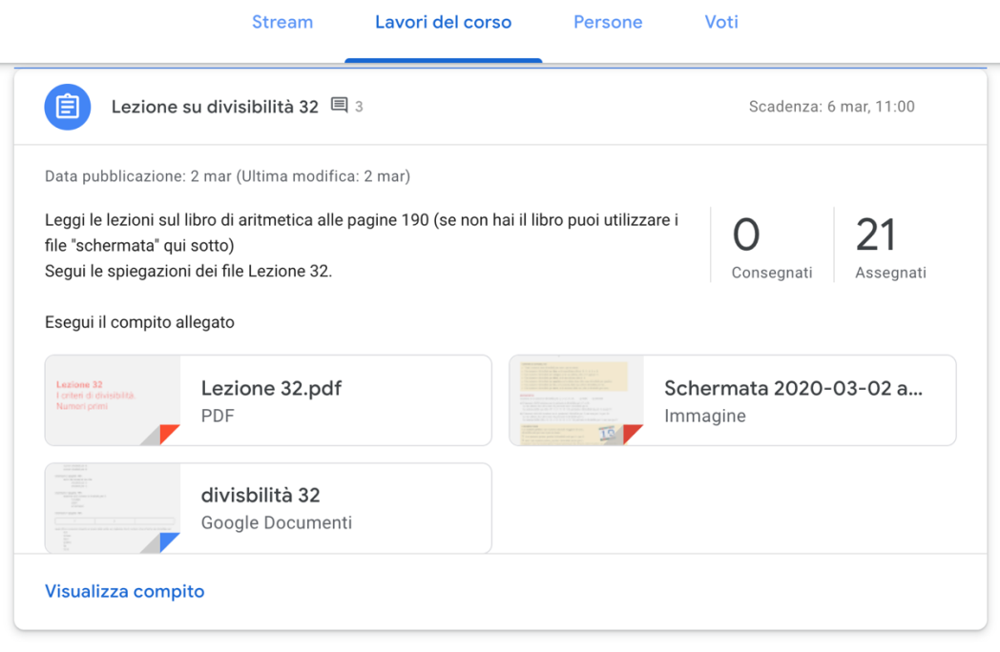 Stream Lavori del corso Persone Voti
Lezione su divisibilità 32 3 Scadenza: 6 mar, 11:00
Data pubblicazione: 2 mar (Ultima modifica: 2 mar)
Leggi le lezioni sul libro di aritmetica alle pagine 190 (se non hai il libro puoi utilizzare i
file "schermata" qui sotto)
Segui le spiegazioni dei file Lezione 32.
0 21
Consegnati Assegnati
Esegui il compito allegato
Lezione 32
I criteri di divisibilità.
Numeri primi
Lezione 32.pdf
PDF
Schermata 2020-03-02 a...
Immagine
divisbilità 32
Google Documenti
Visualizza compito